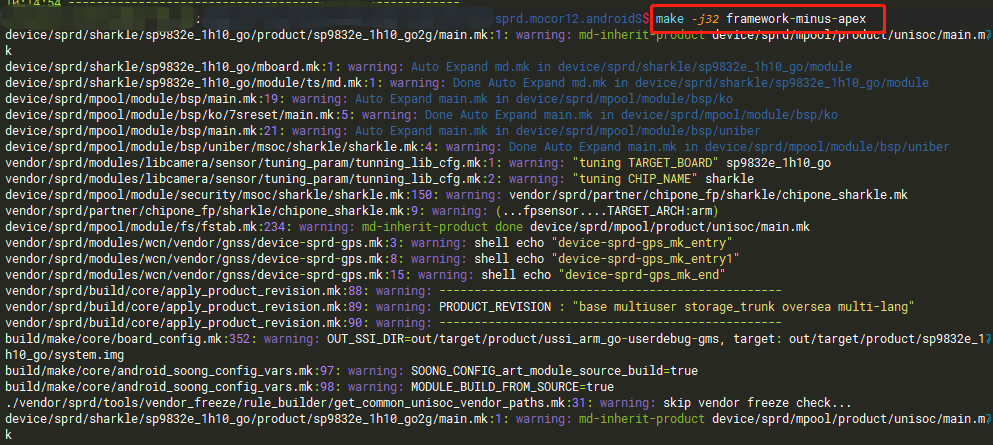 10:14:54 ----------------------------------------------------
: sprd.mocor12.androidS$ make -j32 framework-minus-apex
device/sprd/sharkle/sp9832e_1h10_go/product/sp9832e_1h10_go2g/main.mk:1: warning: md-inherit-product device/sprd/mpool/product/unisoc/main.m?
k
device/sprd/sharkle/sp9832e_1h10_go/mboard.mk:1: warning: Auto Expand md.mk in device/sprd/sharkle/sp9832e_1h10_go/module
device/sprd/sharkle/sp9832e_1h10_go/module/ts/md.mk:1: warning: Done Auto Expand md.mk in device/sprd/sharkle/sp9832e_1h10_go/module
device/sprd/mpool/module/bsp/main.mk:19: warning: Auto Expand main.mk in device/sprd/mpool/module/bsp/ko
device/sprd/mpool/module/bsp/ko/7sreset/main.mk:5: warning: Done Auto Expand main.mk in device/sprd/mpool/module/bsp/ko
device/sprd/mpool/module/bsp/main.mk:21: warning: Auto Expand main.mk in device/sprd/mpool/module/bsp/uniber
device/sprd/mpool/module/bsp/uniber/msoc/sharkle/sharkle.mk:4: warning: Done Auto Expand main.mk in device/sprd/mpool/module/bsp/uniber
vendor/sprd/modules/libcamera/sensor/tuning_param/tunning_lib_cfg.mk:1: warning: "tuning TARGET_BOARD" sp9832e_1h10_go
vendor/sprd/modules/libcamera/sensor/tuning_param/tunning_lib_cfg.mk:2: warning: "tuning CHIP_NAME" sharkle
device/sprd/mpool/module/security/msoc/sharkle/sharkle.mk:150: warning: vendor/sprd/partner/chipone_fp/sharkle/chipone_sharkle.mk
vendor/sprd/partner/chipone_fp/sharkle/chipone_sharkle.mk:9: warning: (...fpsensor....TARGET_ARCH:arm)
device/sprd/mpool/module/fs/fstab.mk:234: warning: md-inherit-product done device/sprd/mpool/product/unisoc/main.mk
vendor/sprd/modules/wcn/vendor/gnss/device-sprd-gps.mk:3: warning: shell echo "device-sprd-gps_mk_entry"
vendor/sprd/modules/wcn/vendor/gnss/device-sprd-gps.mk:8: warning: shell echo "device-sprd-gps_mk_entry1"
vendor/sprd/modules/wcn/vendor/gnss/device-sprd-gps.mk:15: warning: shell echo "device-sprd-gps_mk_end"
vendor/sprd/build/core/apply_product_revision.mk:88: warning: -------------------------------------------------
vendor/sprd/build/core/apply_product_revision.mk:89: warning: PRODUCT_REVISION : "base multiuser storage_trunk oversea multi-lang"
vendor/sprd/build/core/apply_product_revision.mk:90: warning: -------------------------------------------------
build/make/core/board_config.mk:352: warning: OUT_SSI_DIR=out/target/product/ussi_arm_go-userdebug-gms, target: out/target/product/sp9832e_1?
h10_go/system.img
build/make/core/android_soong_config_vars.mk:97: warning: SOONG_CONFIG_art_module_source_build=true
build/make/core/android_soong_config_vars.mk:98: warning: MODULE_BUILD_FROM_SOURCE=true
./vendor/sprd/tools/vendor_freeze/rule_builder/get_common_unisoc_vendor_paths.mk:31: warning: skip vendor freeze check...
device/sprd/sharkle/sp9832e_1h10_go/product/sp9832e_1h10_go2g/main.mk:1: warning: md-inherit-product device/sprd/mpool/product/unisoc/main.m?
k